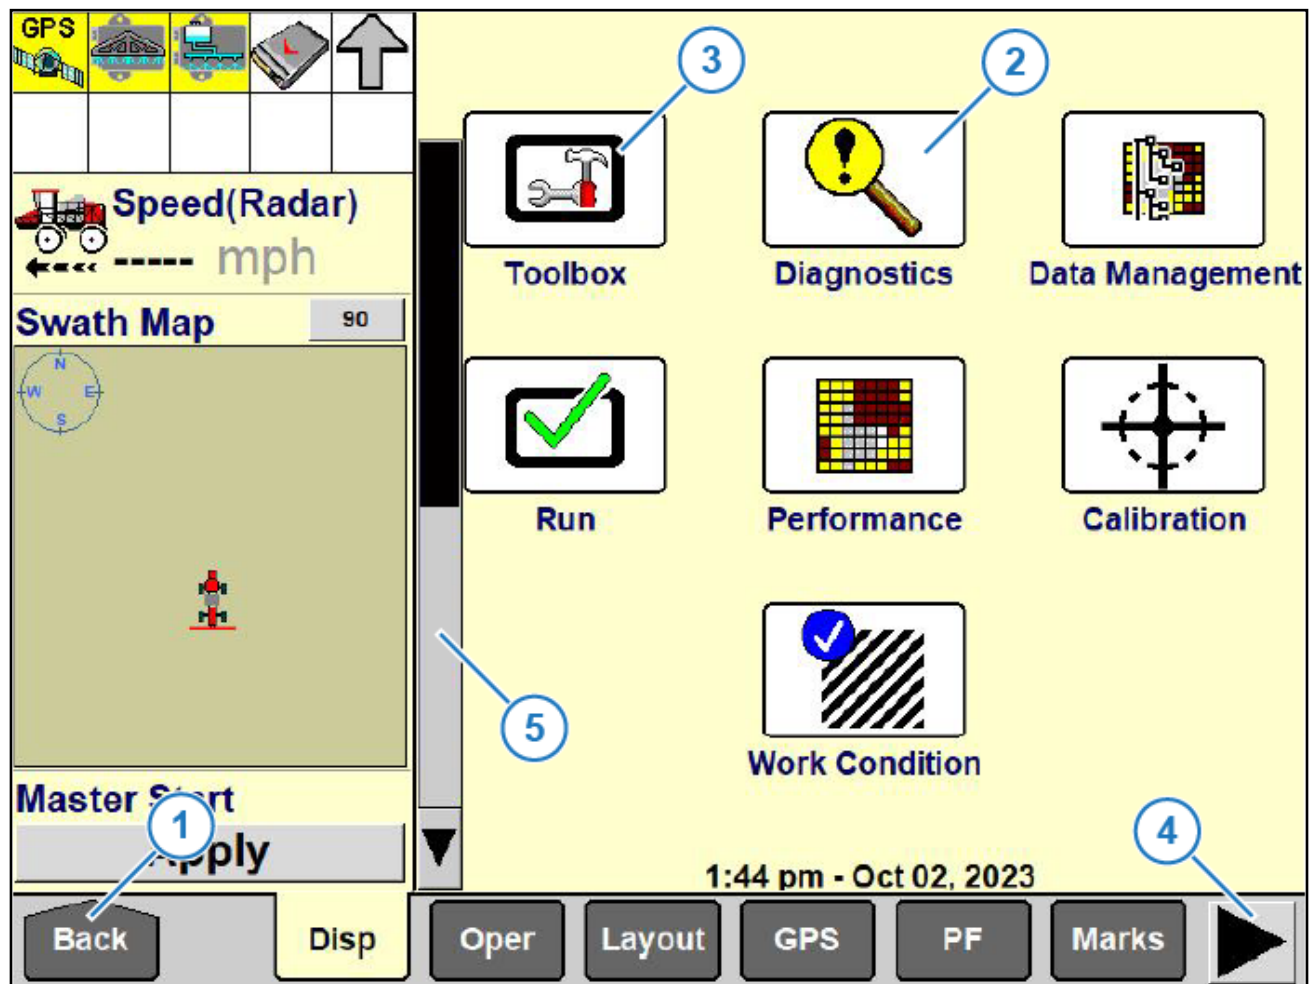 GPS
3
2
Speed(Radar)
----- mph
Toolbox
Diagnostics
Data Management
Swath Map
90
N
W
E
S
Run
Performance
Calibration
5
Work Condition
Master Start
1
Apply
4
1:44 pm - Oct 02, 2023
Back
Disp
Oper
Layout
GPS
PF
Marks